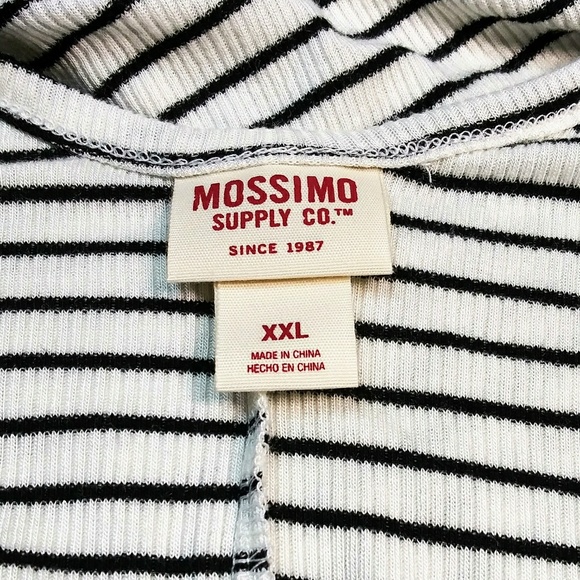 MOSSIMO
SUPPLY CO.™
SINCE 1987
XXL
MADE IN CHINA
HECHO EN CHINA